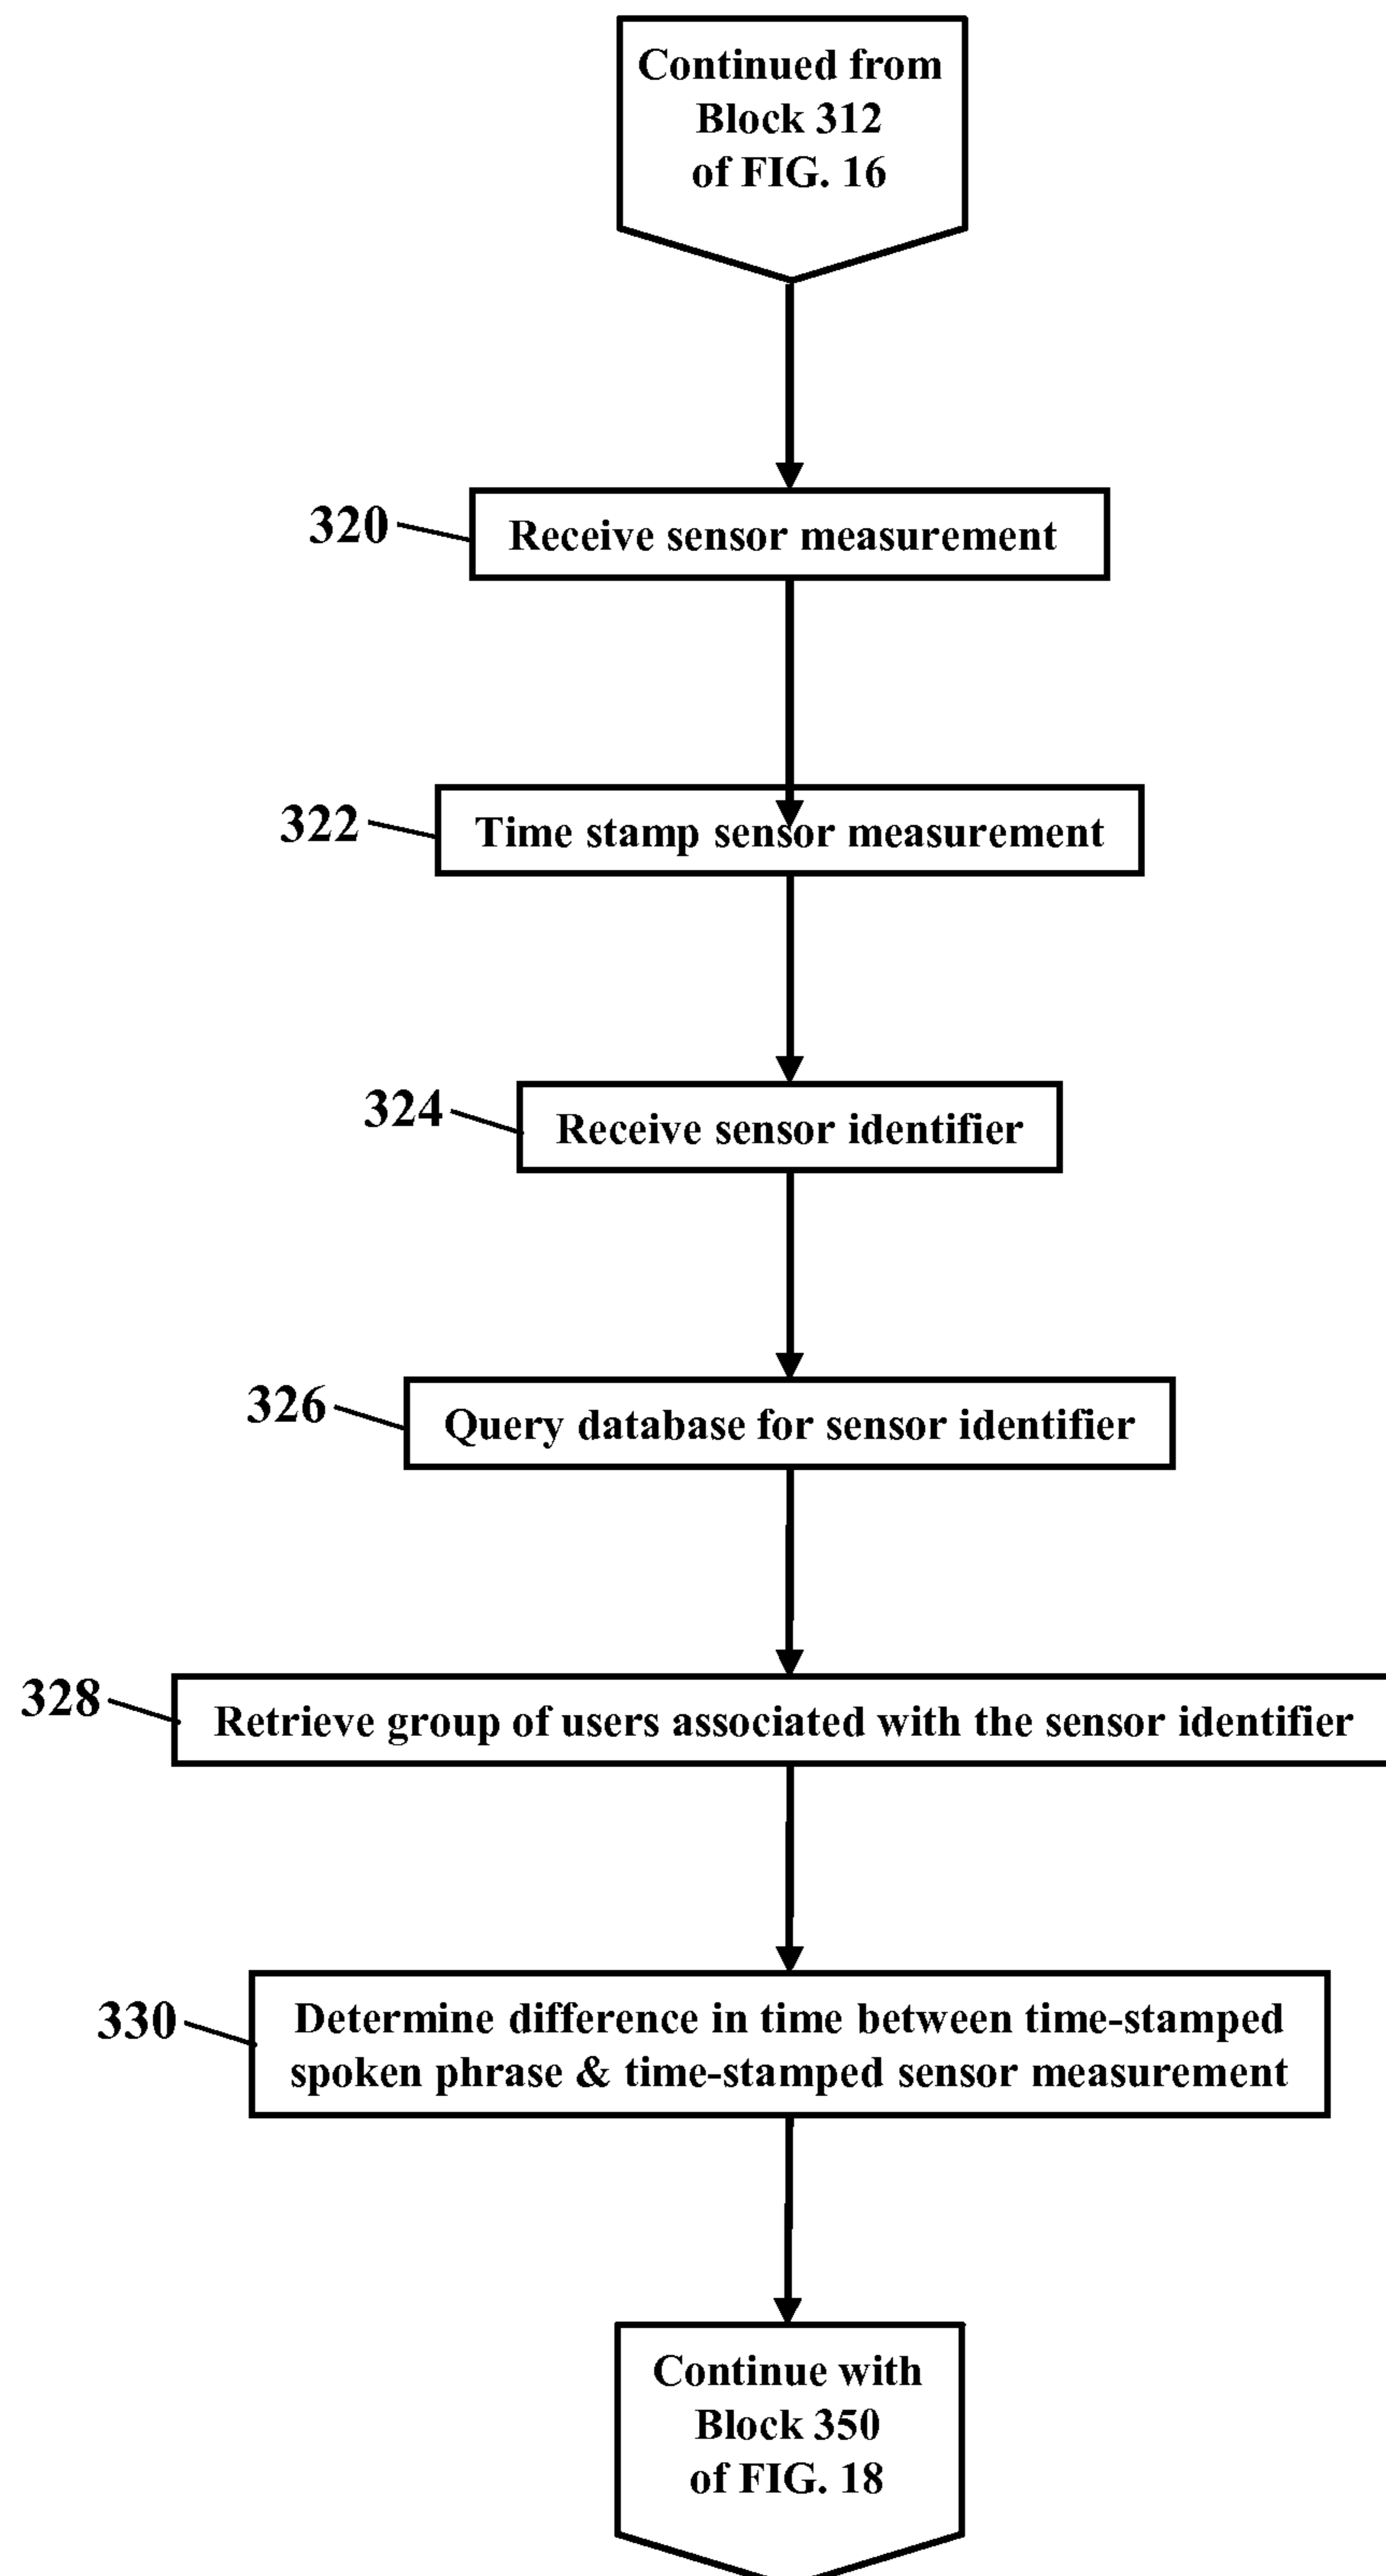 Continued from
Block 312
of FIG. 16
320
Receive sensor measurement
322
Time stamp sensor measurement
324
Receive sensor identifier
326
Query database for sensor identifier
328
Retrieve group of users associated with the sensor identifier
330
Determine difference in time between time-stamped
spoken phrase & time-stamped sensor measurement
Continue with
Block 350
of FIG. 18